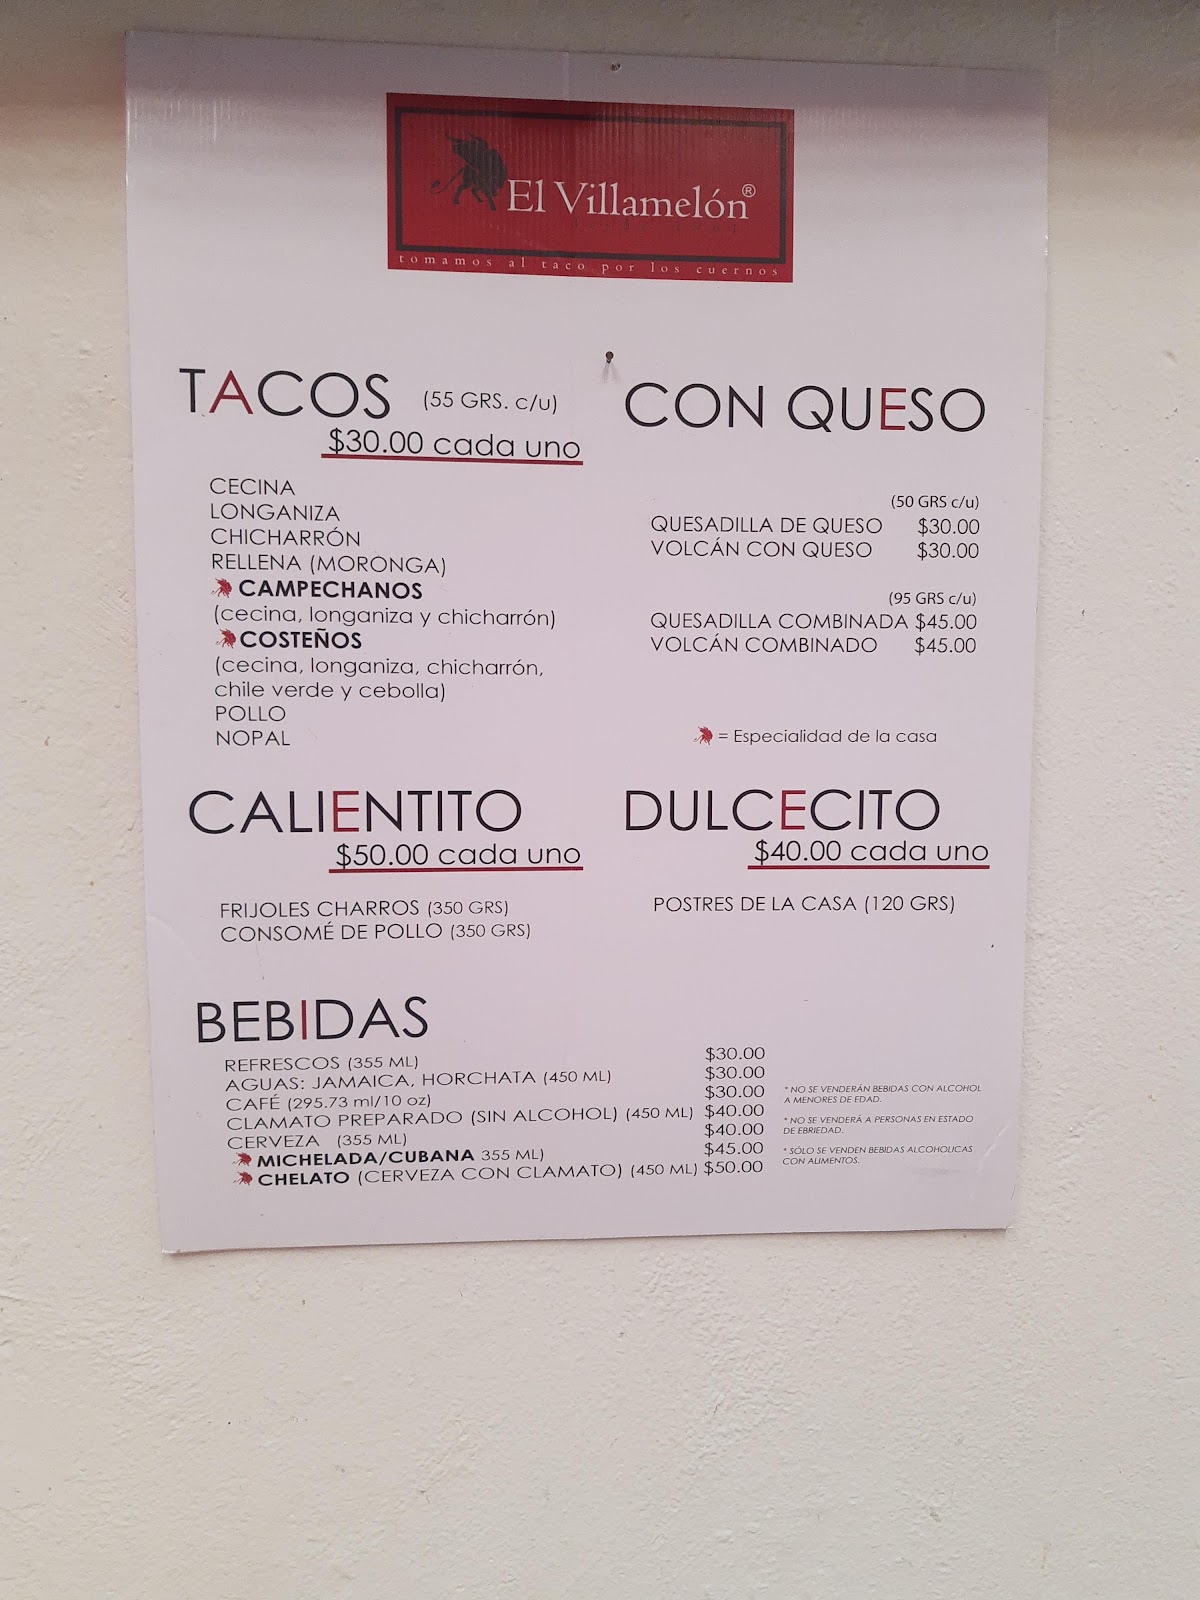 El Villamelón®
tomamos al taco por los cuernos
TACOS (55 GRS. c/u)
$30.00 cada uno
CECINA
LONGANIZA
CHICHARRÓN
RELLENA (MORONGA)
CAMPECHANOS
(cecina, longaniza y chicharrón)
COSTEÑOS
(cecina, longaniza, chicharrón,
chile verde y cebolla)
POLLO
NOPAL
CON QUESO
(50 GRS c/u)
QUESADILLA DE QUESO $30.00
VOLCÁN CON QUESO $30.00
(95 GRS c/u)
QUESADILLA COMBINADA $45.00
VOLCÁN COMBINADO $45.00
= Especialidad de la casa
CALIENTITO
$50.00 cada uno
FRIJOLES CHARROS (350 GRS)
CONSOMÉ DE POLLO (350 GRS)
DULCECITO
$40.00 cada uno
POSTRES DE LA CASA (120 GRS)
BEBIDAS
REFRESCOS (355 ML) $30.00
AGUAS: JAMAICA, HORCHATA (450 ML) $30.00
CAFÉ (295.73 ml/10 oz) $30.00
CLAMATO PREPARADO (SIN ALCOHOL) (450 ML) $40.00
CERVEZA (355 ML) $40.00
MICHELADA/CUBANA 355 ML) $45.00
CHELATO (CERVEZA CON CLAMATO) (450 ML) $50.00
* NO SE VENDERÁN BEBIDAS CON ALCOHOL
A MENORES DE EDAD.
* NO SE VENDERÁ A PERSONAS EN ESTADO
DE EBRIEDAD.
* SÓLO SE VENDEN BEBIDAS ALCOHOLICAS
CON ALIMENTOS.